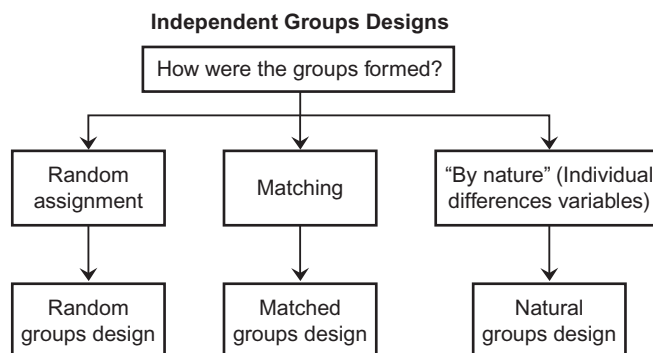 Independent Groups Designs
How were the groups formed?
Random
assignment
Matching
“By nature” (Individual
differences variables)
Random
groups design
Matched
groups design
Natural
groups design